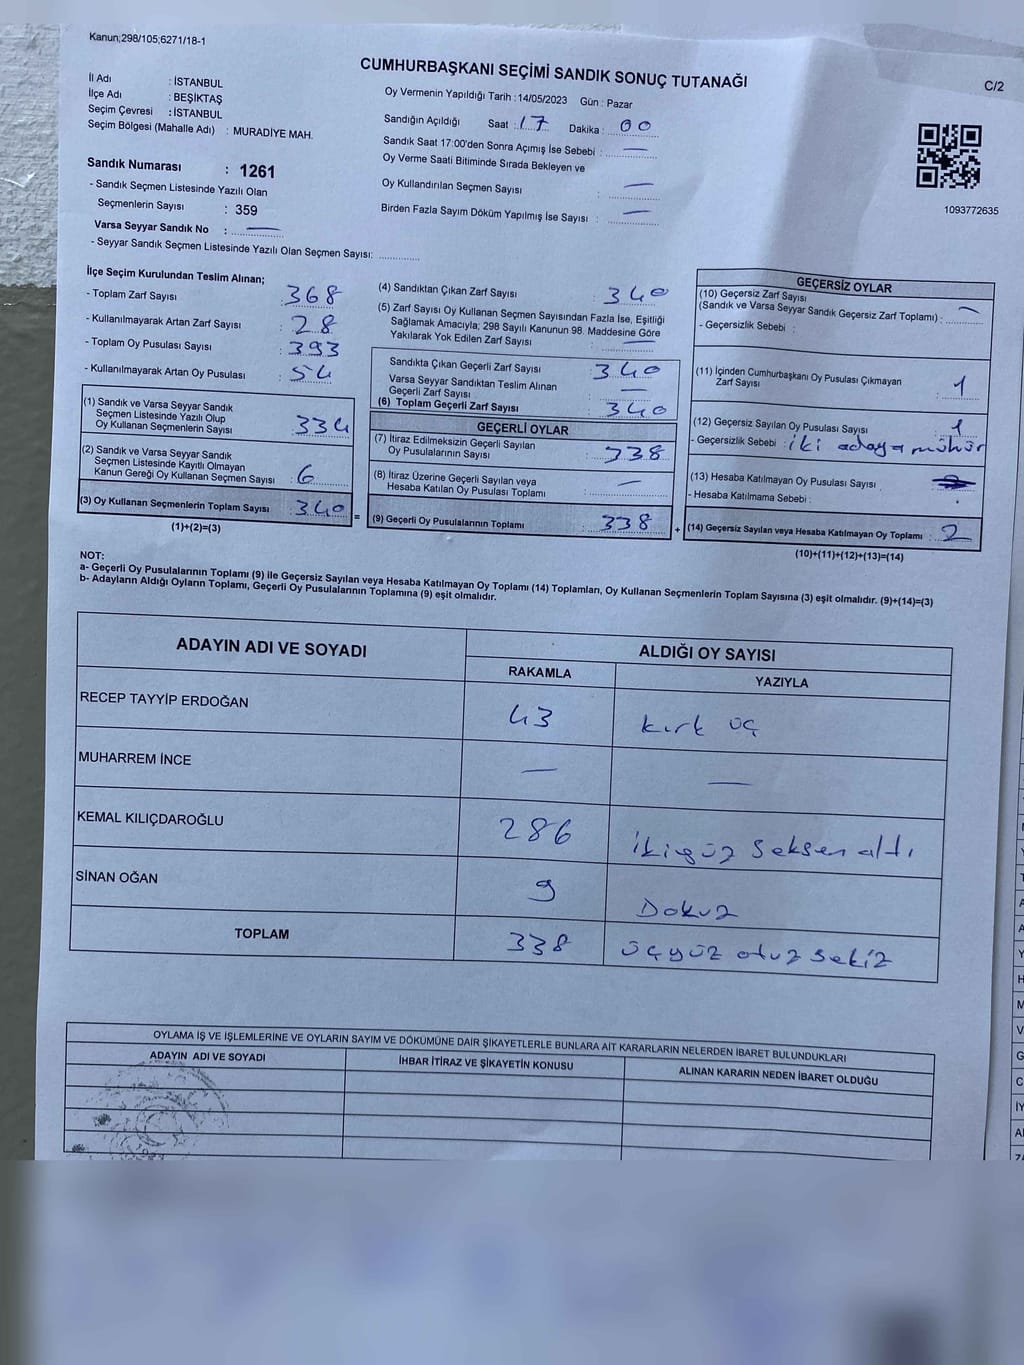 Kanun;298/105;6271/18-1
CUMHURBAŞKANI SEÇİMİ SANDIK SONUÇ TUTANAĞI
C/2
İl Adı : İSTANBUL
İlçe Adı : BEŞİKTAŞ
Seçim Çevresi : İSTANBUL
Seçim Bölgesi (Mahalle Adı) : MURADİYE MAH.
Sandık Numarası : 1261
- Sandık Seçmen Listesinde Yazılı Olan
Seçmenlerin Sayısı : 359
Varsa Seyyar Sandık No : —
- Seyyar Sandık Seçmen Listesinde Yazılı Olan Seçmen Sayısı:
Oy Vermenin Yapıldığı Tarih : 14/05/2023 Gün : Pazar
Sandığın Açıldığı Saat : 17 Dakika : 00
Sandık Saat 17:00'den Sonra Açımış İse Sebebi : —
Oy Verme Saati Bitiminde Sırada Bekleyen ve
Oy Kullandırılan Seçmen Sayısı : —
Birden Fazla Sayım Döküm Yapılmış İse Sayısı : —
1093772635
İlçe Seçim Kurulundan Teslim Alınan;
- Toplam Zarf Sayısı : 368
- Kullanılmayarak Artan Zarf Sayısı : 28
- Toplam Oy Pusulası Sayısı : 393
- Kullanılmayarak Artan Oy Pusulası : 54
(1) Sandık ve Varsa Seyyar Sandık
Seçmen Listesinde Yazılı Olup
Oy Kullanan Seçmenlerin Sayısı : 334
(2) Sandık ve Varsa Seyyar Sandık
Seçmen Listesinde Kayıtlı Olmayan
Kanun Gereği Oy Kullanan Seçmen Sayısı : 6
(3) Oy Kullanan Seçmenlerin Toplam Sayısı : 340
(1)+(2)=(3)
=
(4) Sandıktan Çıkan Zarf Sayısı : 340
(5) Zarf Sayısı Oy Kullanan Seçmen Sayısından Fazla İse, Eşitliği
Sağlamak Amacıyla; 298 Sayılı Kanunun 98. Maddesine Göre
Yakılarak Yok Edilen Zarf Sayısı : —
Sandıkta Çıkan Geçerli Zarf Sayısı : 340
Varsa Seyyar Sandıktan Teslim Alınan
Geçerli Zarf Sayısı : —
(6) Toplam Geçerli Zarf Sayısı : 340
GEÇERLİ OYLAR
(7) İtiraz Edilmeksizin Geçerli Sayılan
Oy Pusulalarının Sayısı : 338
(8) İtiraz Üzerine Geçerli Sayılan veya
Hesaba Katılan Oy Pusulası Toplamı : —
(9) Geçerli Oy Pusulalarının Toplamı : 338
+
GEÇERSİZ OYLAR
(10) Geçersiz Zarf Sayısı
(Sandık ve Varsa Seyyar Sandık Geçersiz Zarf Toplamı) : —
- Geçersizlik Sebebi :
(11) İçinden Cumhurbaşkanı Oy Pusulası Çıkmayan
Zarf Sayısı : 1
(12) Geçersiz Sayılan Oy Pusulası Sayısı : 1
- Geçersizlik Sebebi : iki adaya mühür
(13) Hesaba Katılmayan Oy Pusulası Sayısı :
- Hesaba Katılmama Sebebi :
(14) Geçersiz Sayılan veya Hesaba Katılmayan Oy Toplamı : 2
(10)+(11)+(12)+(13)=(14)
NOT:
a- Geçerli Oy Pusulalarının Toplamı (9) ile Geçersiz Sayılan veya Hesaba Katılmayan Oy Toplamı (14) Toplamları, Oy Kullanan Seçmenlerin Toplam Sayısına (3) eşit olmalıdır. (9)+(14)=(3)
b- Adayların Aldığı Oyların Toplamı, Geçerli Oy Pusulalarının Toplamına (9) eşit olmalıdır.
ADAYIN ADI VE SOYADI
ALDIĞI OY SAYISI
RAKAMLA YAZIYLA
RECEP TAYYİP ERDOĞAN 43 kırk üç
MUHARREM İNCE — —
KEMAL KILIÇDAROĞLU 286 ikiyüz seksen altı
SİNAN OĞAN 9 Dokuz
TOPLAM 338 üçyüz otuz sekiz
OYLAMA İŞ VE İŞLEMLERİNE VE OYLARIN SAYIM VE DÖKÜMÜNE DAİR ŞİKAYETLERLE BUNLARA AİT KARARLARIN NELERDEN İBARET BULUNDUKLARI
ADAYIN ADI VE SOYADI
İHBAR İTİRAZ VE ŞİKAYETİN KONUSU
ALINAN KARARIN NEDEN İBARET OLDUĞU